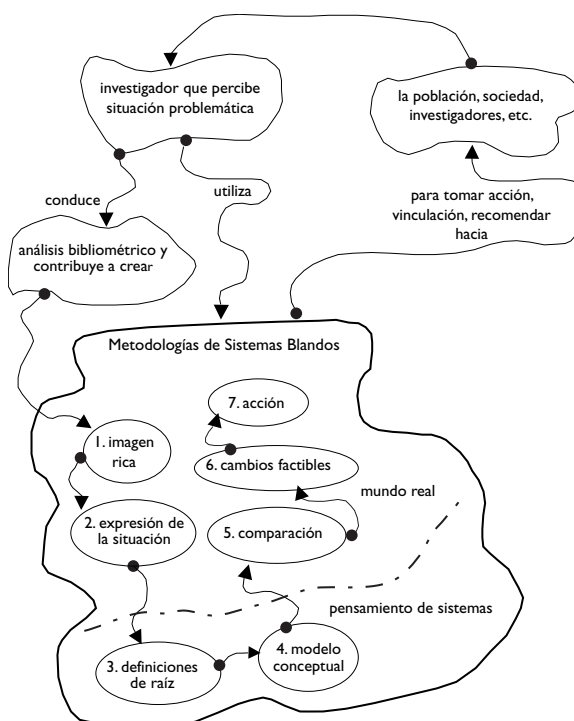 investigador que percibe
situación problemática
la población, sociedad,
investigadores, etc.
conduce
utiliza
para tomar acción,
vinculación, recomendar
hacia
análisis bibliométrico y
contribuye a crear
Metodologías de Sistemas Blandos
7. acción
1. imagen
rica
6. cambios factibles
mundo real
2. expresión de
la situación
5. comparación
pensamiento de sistemas
3. definiciones
de raíz
4. modelo
conceptual